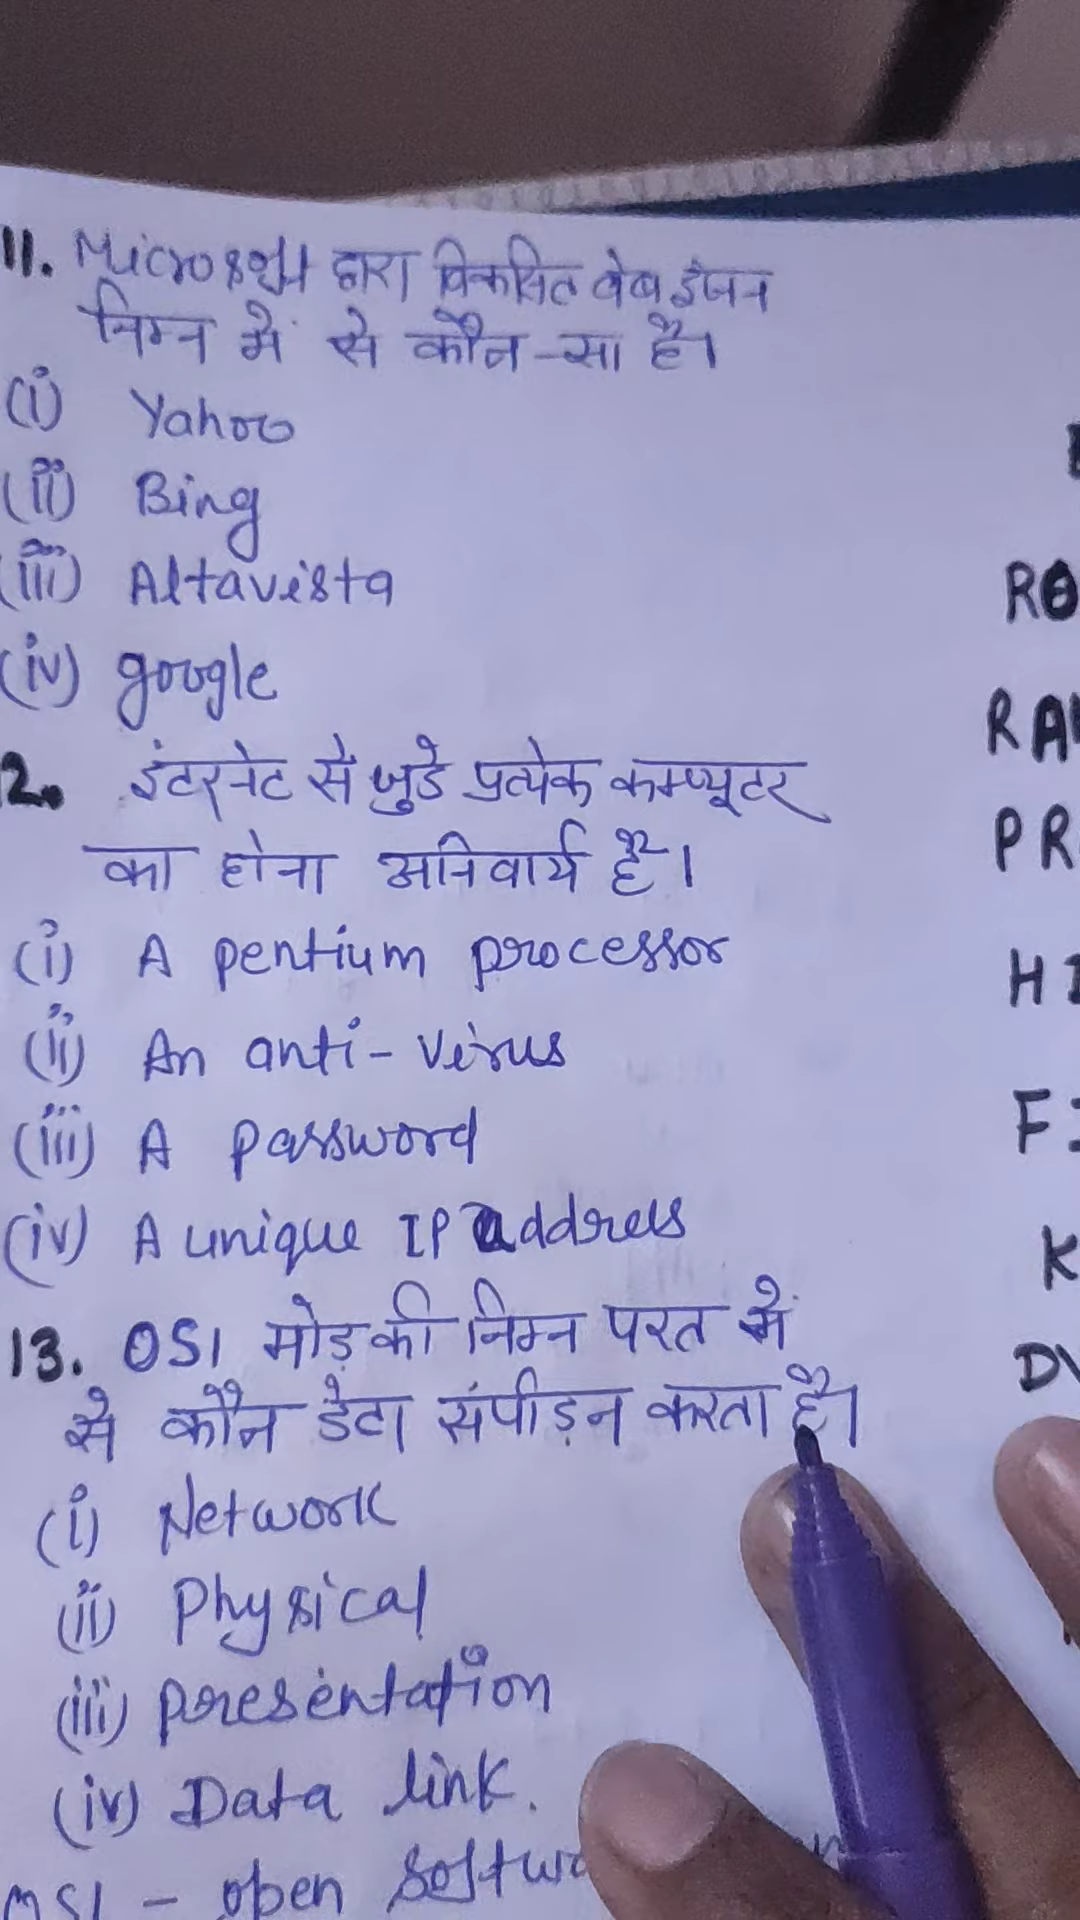 11. Microsoft द्वारा विकसित वेब इंजन
निम्न में से कौन-सा है।
(i) Yahoo
(ii) Bing
(iii) Altavista
(iv) google
2. इंटरनेट से जुडे प्रत्येक कम्प्यूटर
का होना अनिवार्य है।
(i) A pentium processor
(ii) An anti-virus
(iii) A password
(iv) A unique IP address
13. OSI मोड़ की निम्न परत में
से कौन डेटा संपीड़न करता है।
(i) Network
(ii) Physical
(iii) presentation
(iv) Data link.
OSI - open
RO
RA
PR
H
F
K
D